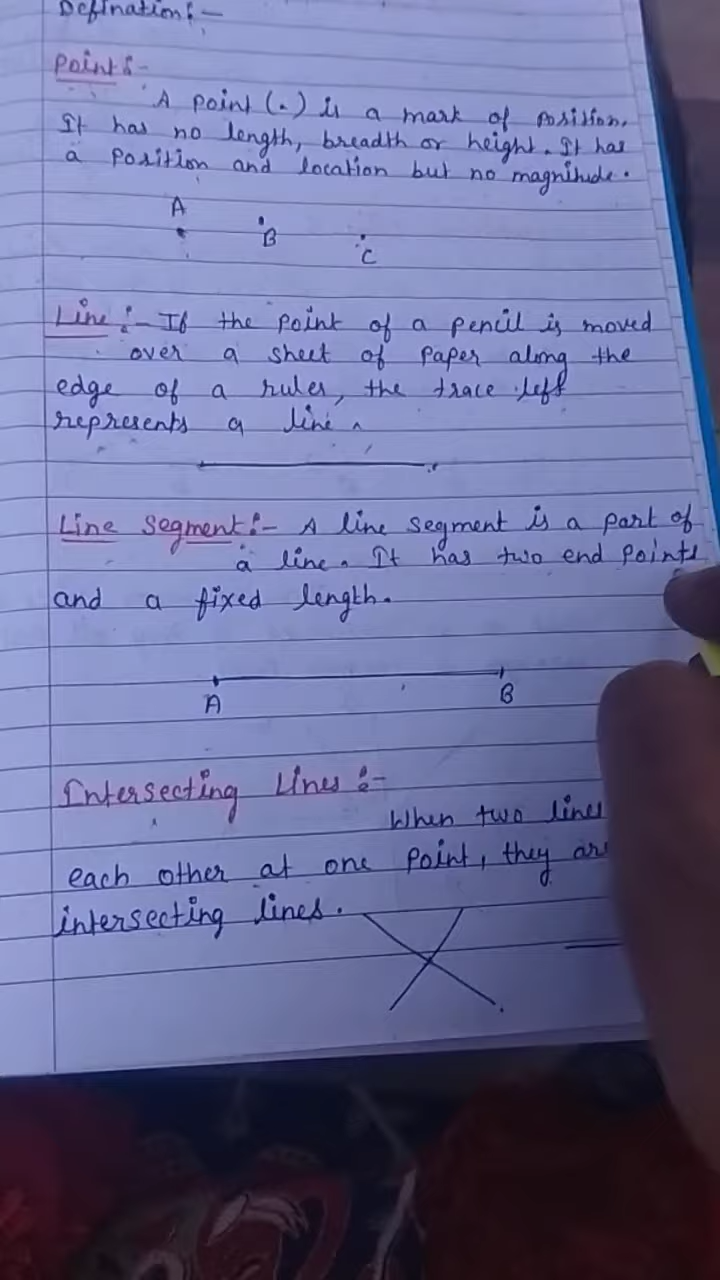 Defination:-
Point:-
A point (.) is a mark of position.
It has no length, breadth or height. It has
a position and location but no magnitude.
A
B
C
Line:- If the point of a pencil is moved
over a sheet of paper along the
edge of a rules, the trace left
represents a line.
Line segment:- A line segment is a part of
a line. It has two end points
and a fixed length.
A
B
Intersecting Lines:-
When two lines
each other at one point, they
intersecting lines.